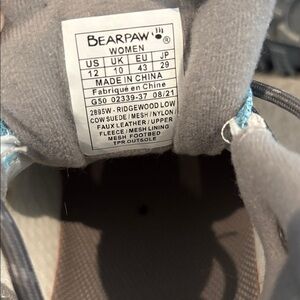 BEARPAW ®
WOMEN
US UK EU JP
12 10 43 29
MADE IN CHINA
Fabriqué en Chine
G50 02339-37 08/21
2895W - RIDGEWOOD LOW
COW SUEDE / MESH / NYLON /
FAUX LEATHER / UPPER
FLEECE / MESH LINING
MESH FOOTBED
TPR OUTSOLE